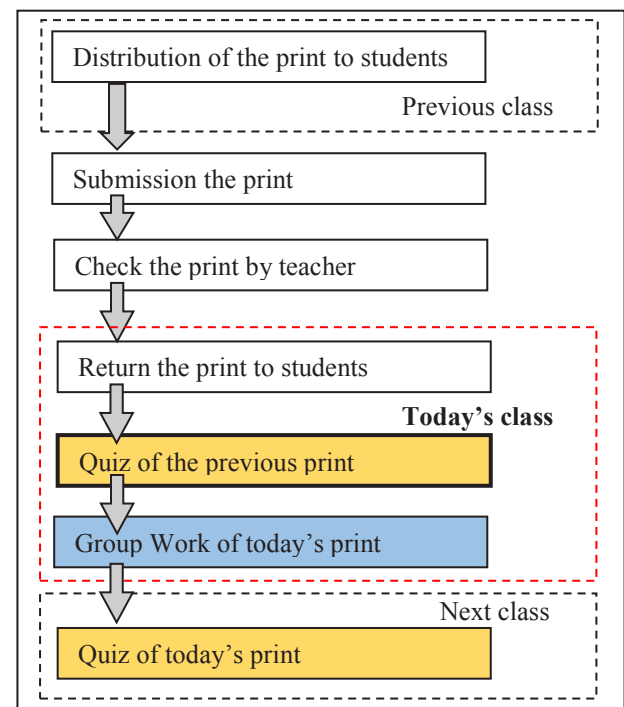 Distribution of the print to students
Previous class
Submission the print
Check the print by teacher
Return the print to students
Today’s class
Quiz of the previous print
Group Work of today’s print
Next class
Quiz of today’s print